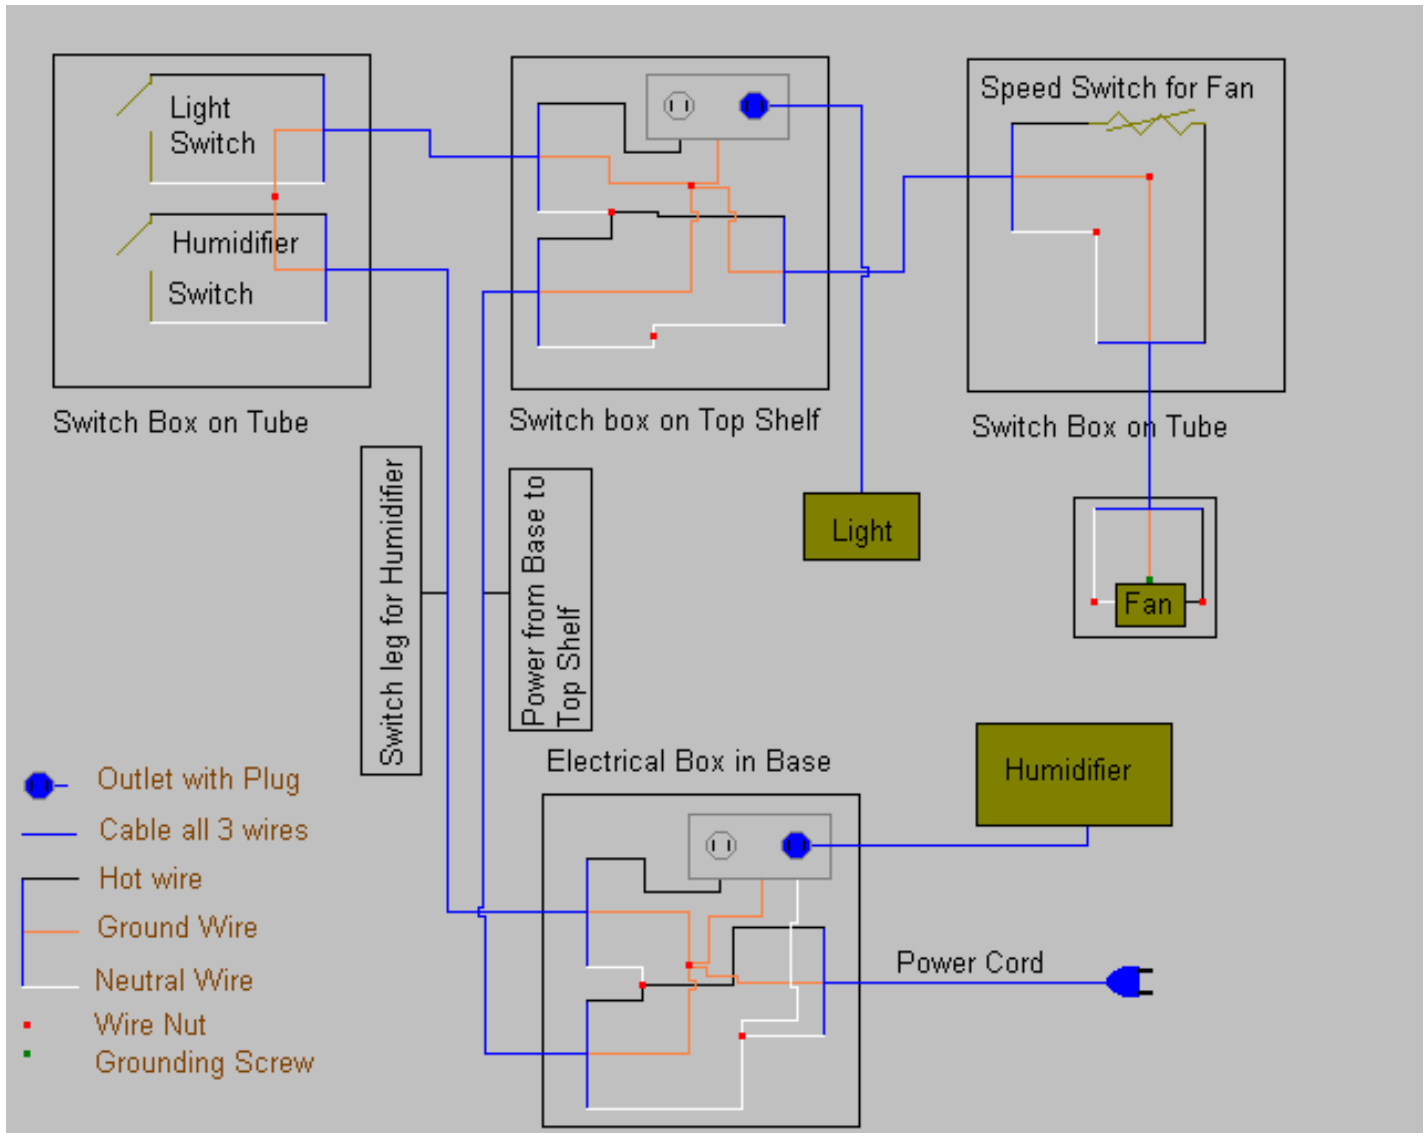 Light
Switch
Humidifier
Switch
Switch Box on Tube
Switch box on Top Shelf
Speed Switch for Fan
Switch Box on Tube
Switch leg for Humidifier
Power from Base to
Top Shelf
Light
Fan
Electrical Box in Base
Humidifier
Power Cord
Outlet with Plug
Cable all 3 wires
Hot wire
Ground Wire
Neutral Wire
Wire Nut
Grounding Screw